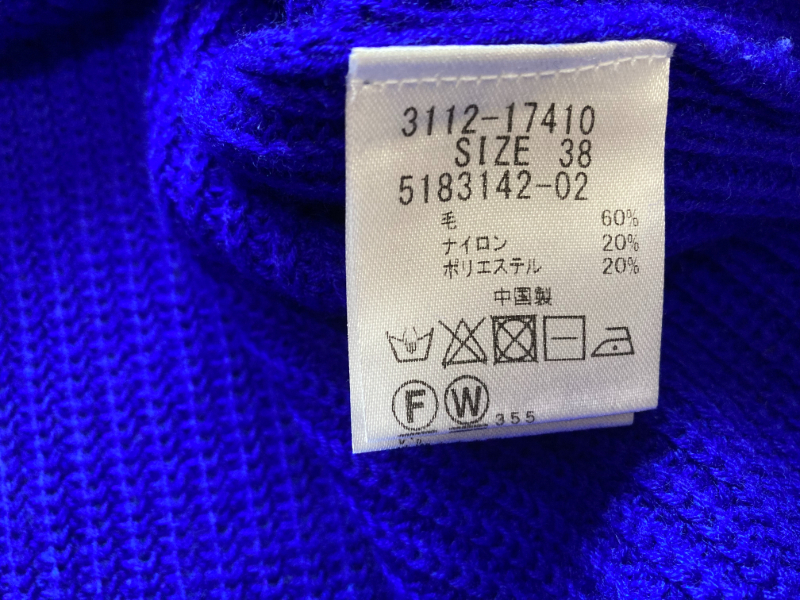 3112-17410
SIZE 38
5183142-02
毛 60%
ナイロン 20%
ポリエステル 20%
中国製
F W 355